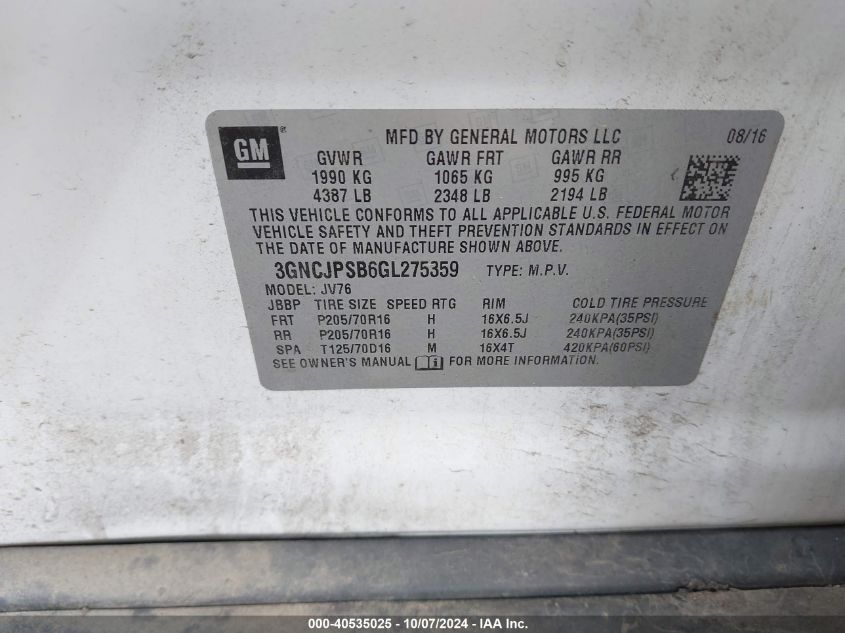 GM ®
MFD BY GENERAL MOTORS LLC 08/16
GVWR GAWR FRT GAWR RR
1990 KG 1065 KG 995 KG
4387 LB 2348 LB 2194 LB
THIS VEHICLE CONFORMS TO ALL APPLICABLE U.S. FEDERAL MOTOR
VEHICLE SAFETY AND THEFT PREVENTION STANDARDS IN EFFECT ON
THE DATE OF MANUFACTURE SHOWN ABOVE.
3GNCJPSB6GL275359 TYPE: M.P.V.
MODEL: JV76
JBBP TIRE SIZE SPEED RTG RIM COLD TIRE PRESSURE
FRT P205/70R16 H 16X6.5J 240KPA(35PSI)
RR P205/70R16 H 16X6.5J 240KPA(35PSI)
SPA T125/70D16 M 16X4T 420KPA(60PSI)
SEE OWNER'S MANUAL i FOR MORE INFORMATION.
000-40535025 - 10/07/2024 - IAA Inc.